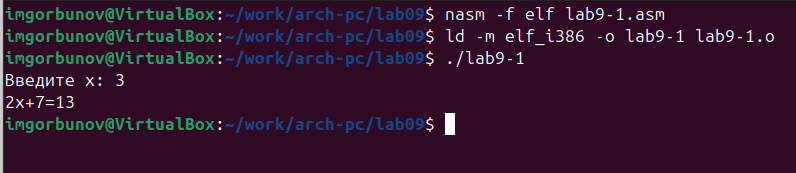 imgorbunov@VirtualBox:~/work/arch-pc/lab09$ nasm -f elf lab9-1.asm
imgorbunov@VirtualBox:~/work/arch-pc/lab09$ ld -m elf_i386 -o lab9-1 lab9-1.o
imgorbunov@VirtualBox:~/work/arch-pc/lab09$ ./lab9-1
Введите x: 3
2x+7=13
imgorbunov@VirtualBox:~/work/arch-pc/lab09$